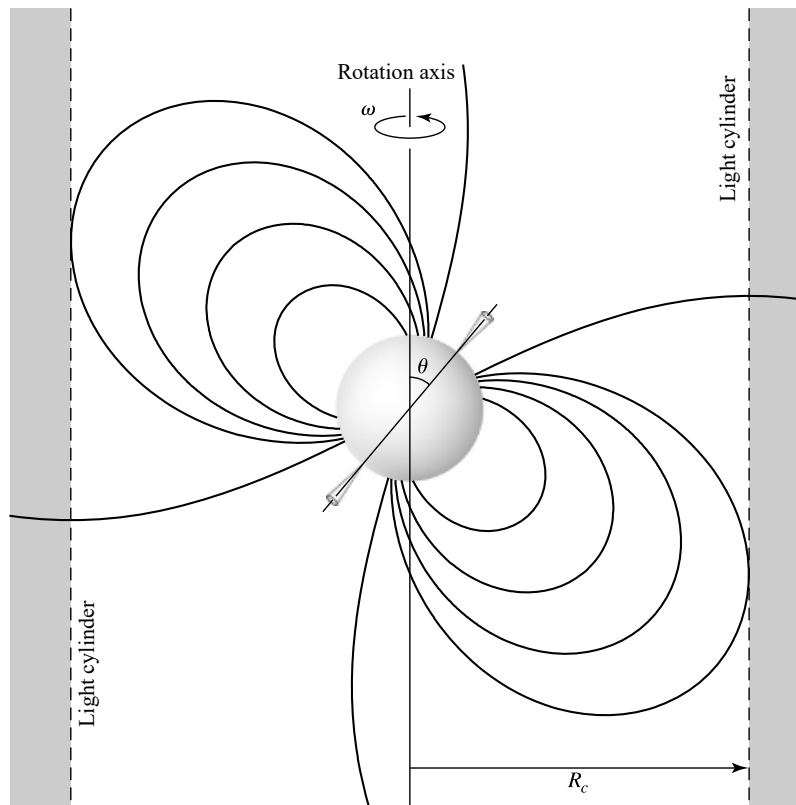 Rotation axis
ω
Light cylinder
θ
Light cylinder
R_c